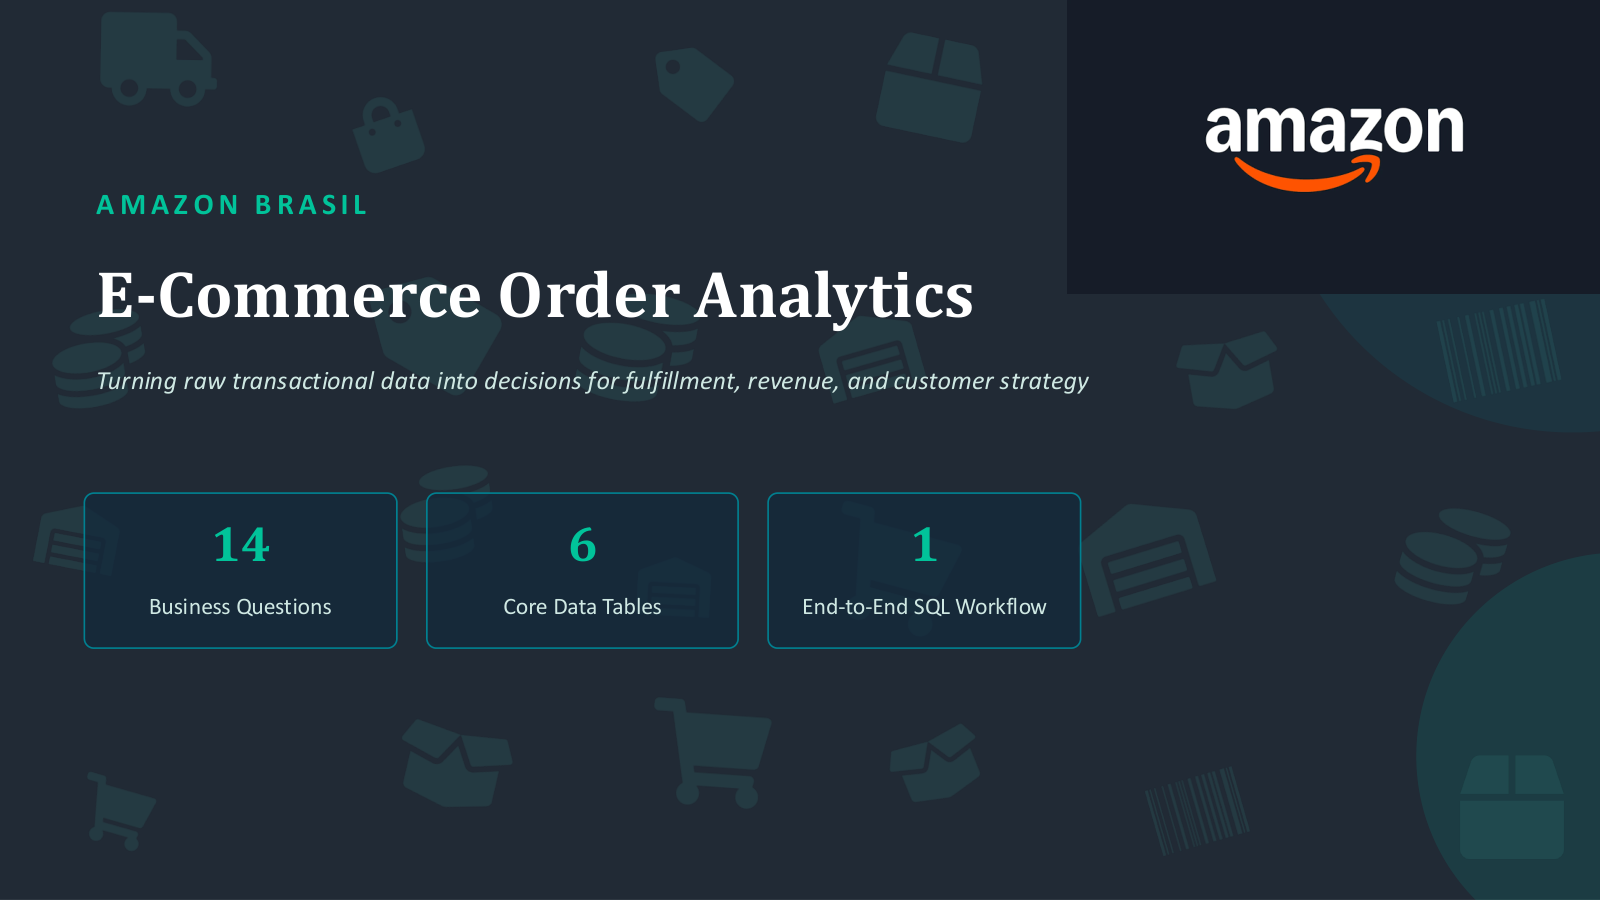 amazon
AMAZON BRASIL
E-Commerce Order Analytics
Turning raw transactional data into decisions for fulfillment, revenue, and customer strategy
14
Business Questions
6
Core Data Tables
1
End-to-End SQL Workflow